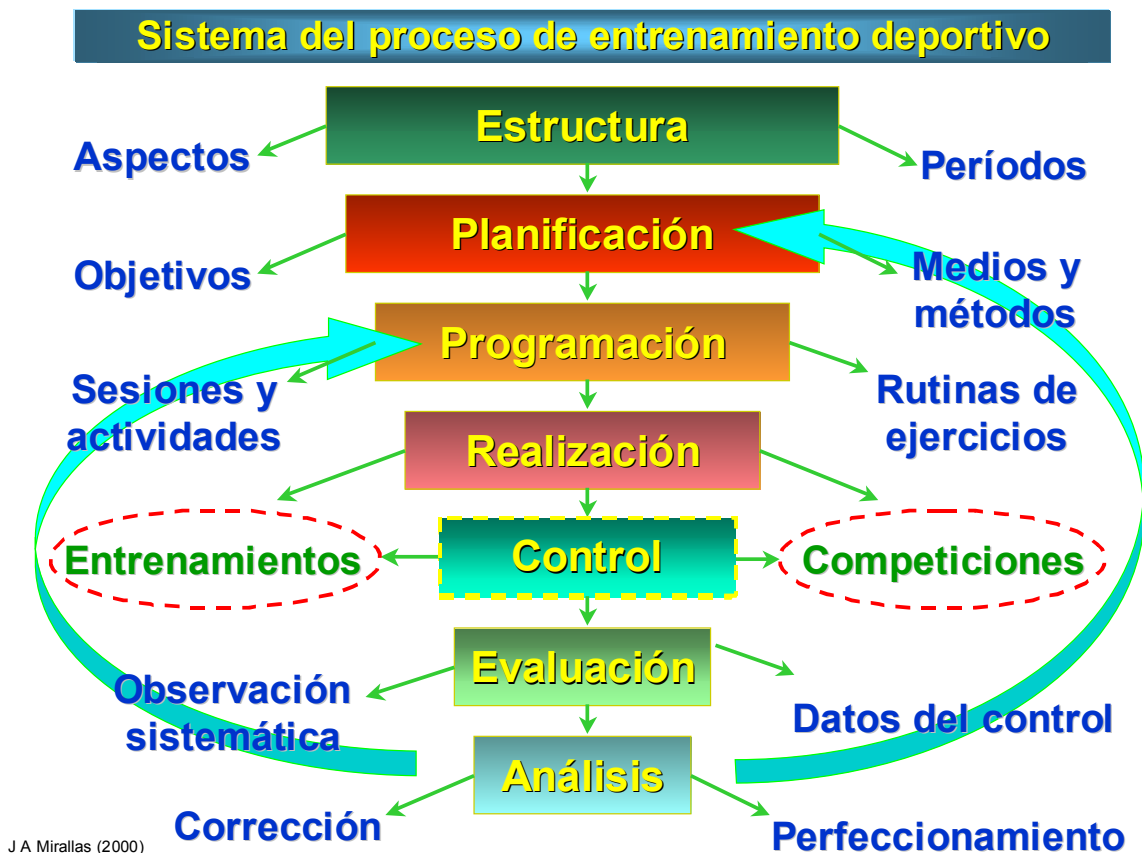 Sistema del proceso de entrenamiento deportivo
Estructura
Aspectos
Períodos
Planificación
Objetivos
Medios y
métodos
Programación
Sesiones y
actividades
Rutinas de
ejercicios
Realización
Entrenamientos
Control
Competiciones
Evaluación
Observación
sistemática
Datos del control
Análisis
Corrección
Perfeccionamiento
J A Mirallas (2000)